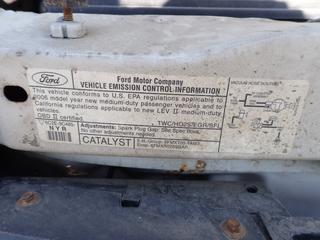 Ford
Ford Motor Company
VEHICLE EMISSION CONTROL INFORMATION
This vehicle conforms to U.S. EPA regulations applicable to
2006 model year new medium-duty passenger vehicles and to
California regulations applicable to new LEV II medium-duty
vehicles.
OBD II certified
TWC/HO2S/EGR/SFI
NYR
Adjustments: Spark Plug Gap: See Spec Book.
No other adjustments needed.
CATALYST